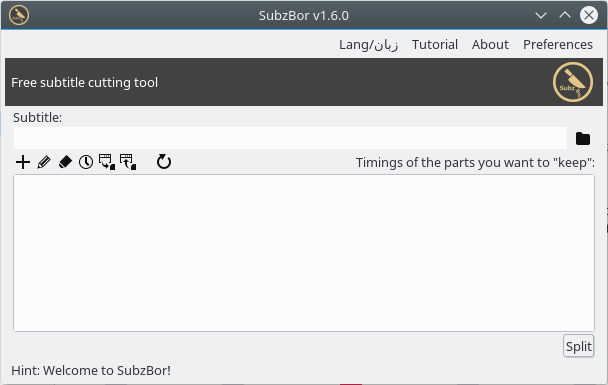 SubzBor v1.6.0
Lang/زبان Tutorial About Preferences
Free subtitle cutting tool
Subz
Subtitle:
Timings of the parts you want to "keep":
Split
Hint: Welcome to SubzBor!